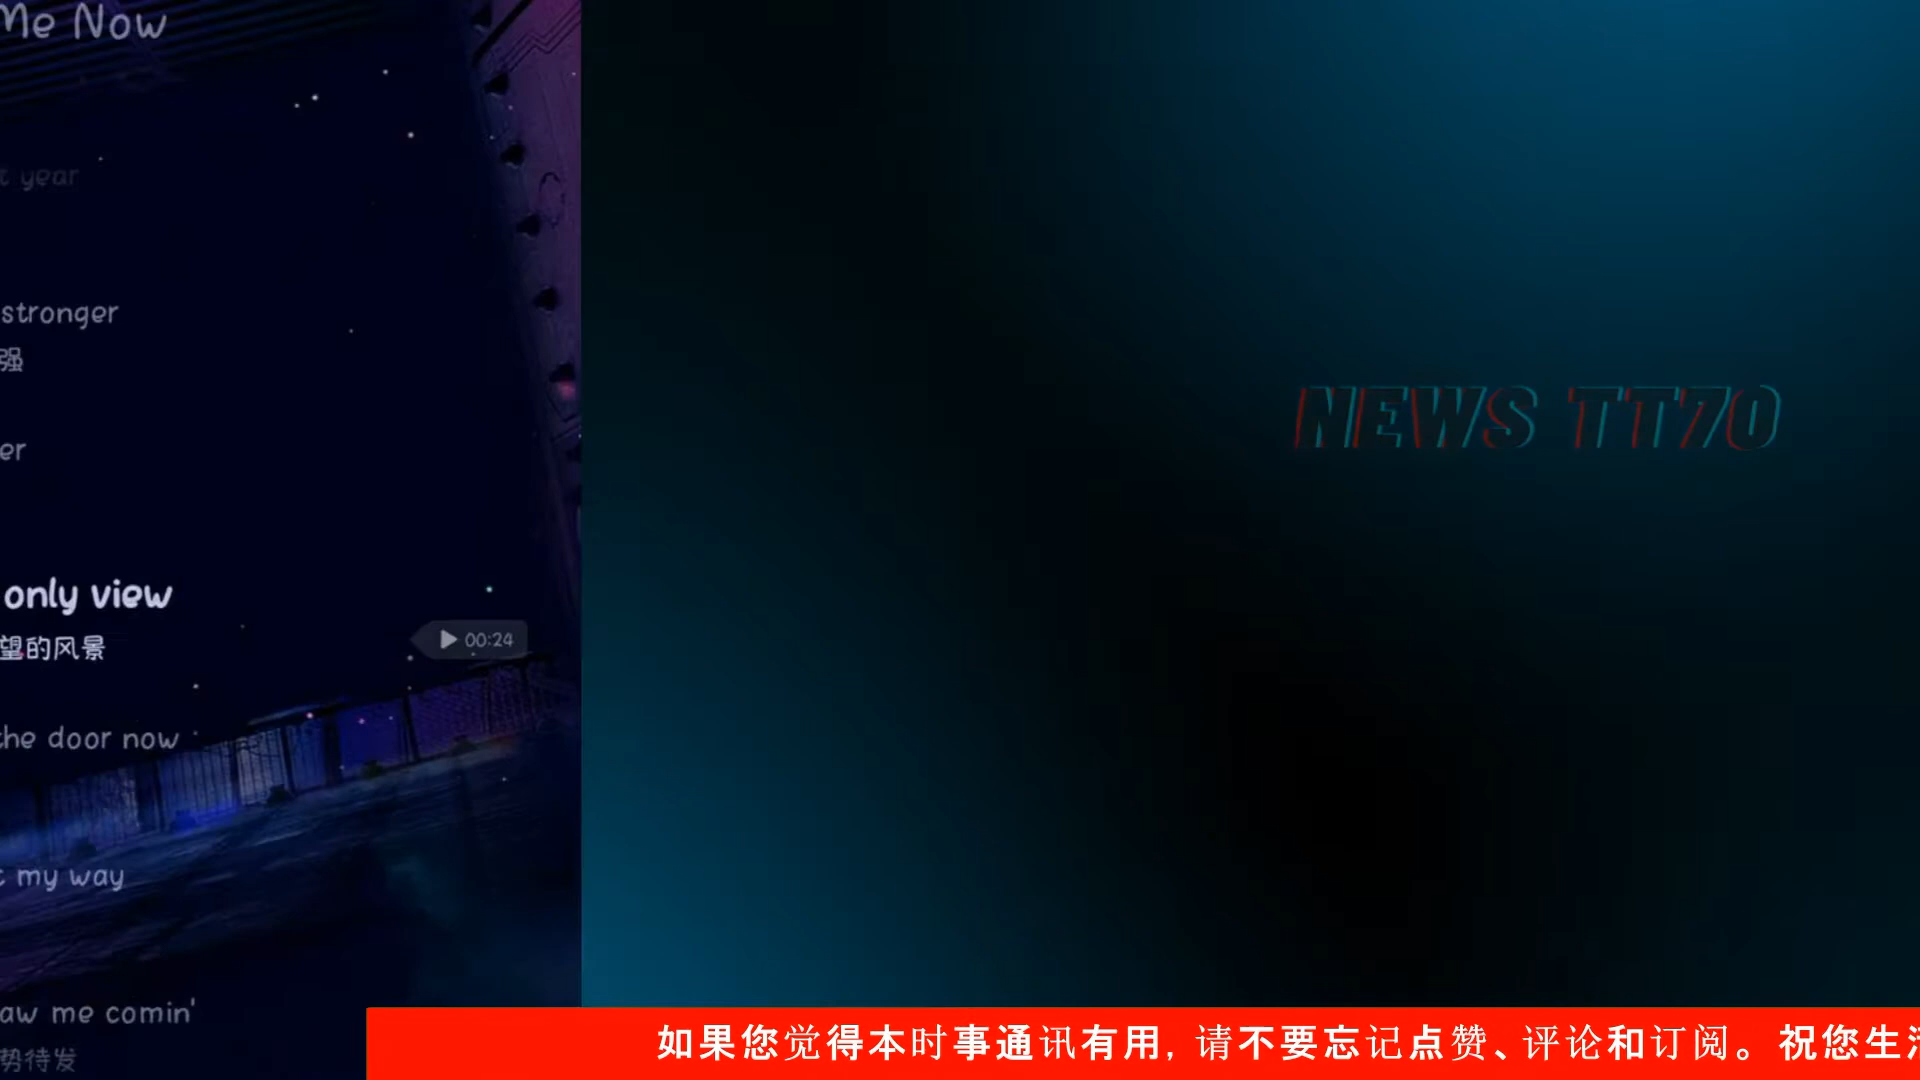 Me Now
year
stronger
强
er
only view
望的风景
00:24
the door now
my way
aw me comin'
势待发
NEWS TT70
如果您觉得本时事通讯有用, 请不要忘记点赞、评论和订阅。祝您生活